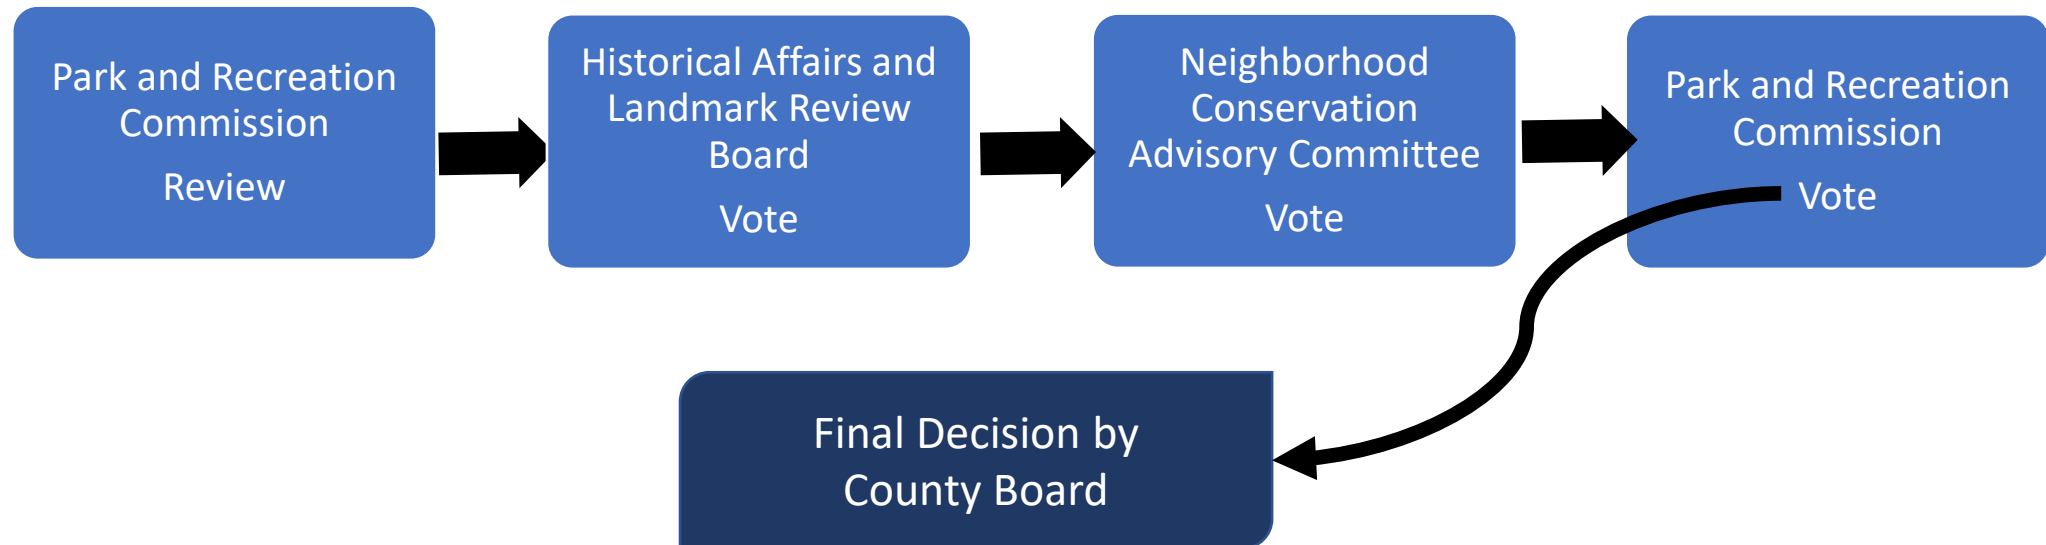 Park and Recreation
Commission
Review
Historical Affairs and
Landmark Review
Board
Vote
Neighborhood
Conservation
Advisory Committee
Vote
Park and Recreation
Commission
Vote
Final Decision by
County Board